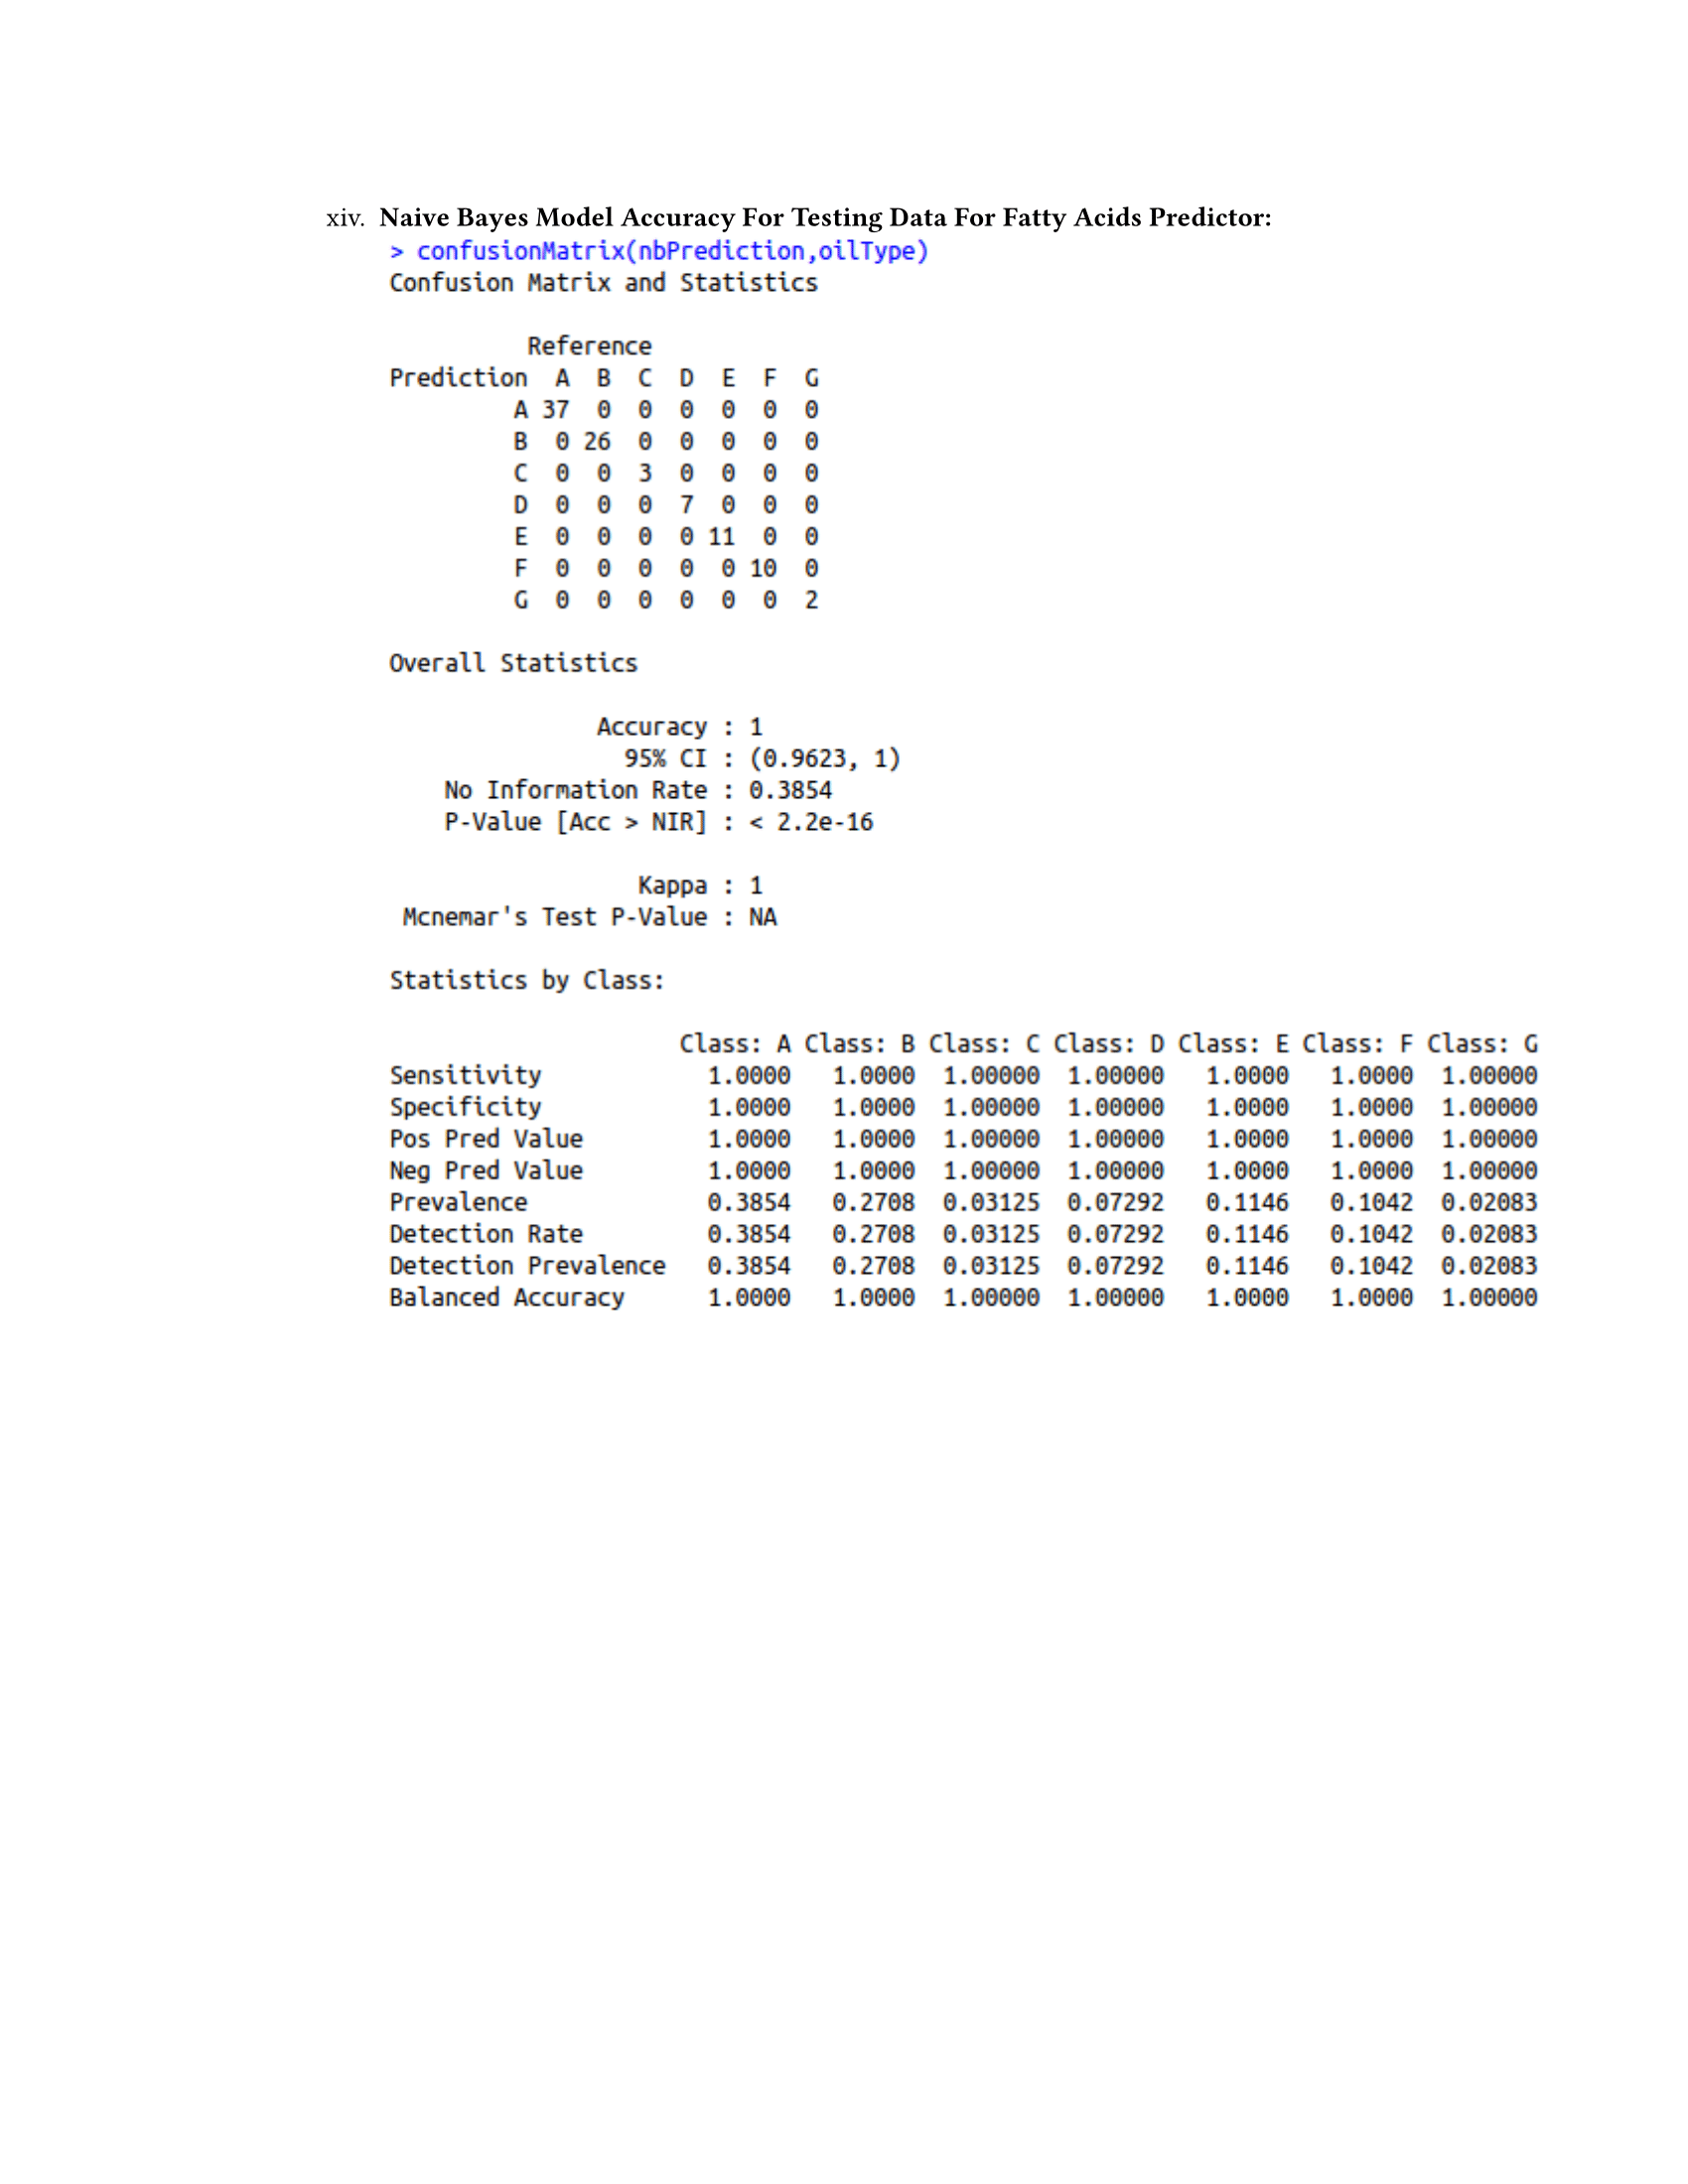 xiv. Naive Bayes Model Accuracy For Testing Data For Fatty Acids Predictor:
> confusionMatrix(nbPrediction,oilType)
Confusion Matrix and Statistics
Reference
Prediction A B C D E F G
A 37 0 0 0 0 0 0
B 0 26 0 0 0 0 0
C 0 0 3 0 0 0 0
D 0 0 0 7 0 0 0
E 0 0 0 0 11 0 0
F 0 0 0 0 0 10 0
G 0 0 0 0 0 0 2
Overall Statistics
Accuracy : 1
95% CI : (0.9623, 1)
No Information Rate : 0.3854
P-Value [Acc > NIR] : < 2.2e-16
Kappa : 1
Mcnemar's Test P-Value : NA
Statistics by Class:
Class: A Class: B Class: C Class: D Class: E Class: F Class: G
Sensitivity 1.0000 1.0000 1.00000 1.00000 1.0000 1.0000 1.00000
Specificity 1.0000 1.0000 1.00000 1.00000 1.0000 1.0000 1.00000
Pos Pred Value 1.0000 1.0000 1.00000 1.00000 1.0000 1.0000 1.00000
Neg Pred Value 1.0000 1.0000 1.00000 1.00000 1.0000 1.0000 1.00000
Prevalence 0.3854 0.2708 0.03125 0.07292 0.1146 0.1042 0.02083
Detection Rate 0.3854 0.2708 0.03125 0.07292 0.1146 0.1042 0.02083
Detection Prevalence 0.3854 0.2708 0.03125 0.07292 0.1146 0.1042 0.02083
Balanced Accuracy 1.0000 1.0000 1.00000 1.00000 1.0000 1.0000 1.00000